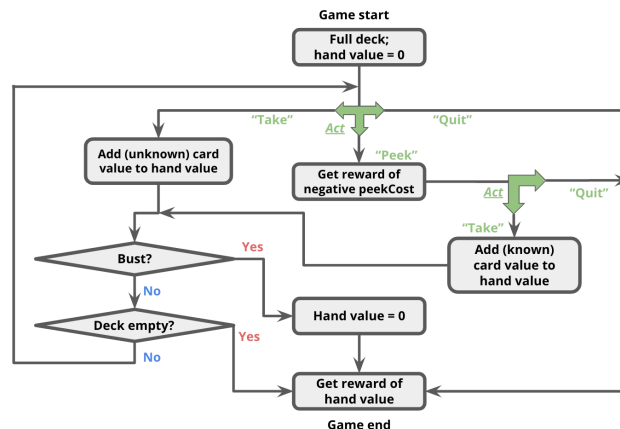 Game start
Full deck;
hand value = 0
"Take"
"Quit"
Act
"Peek"
Add (unknown) card
value to hand value
Get reward of
negative peekCost
Act
"Quit"
"Take"
Add (known)
card value to
hand value
Bust?
Yes
No
Hand value = 0
Deck empty?
Yes
No
Get reward of
hand value
Game end